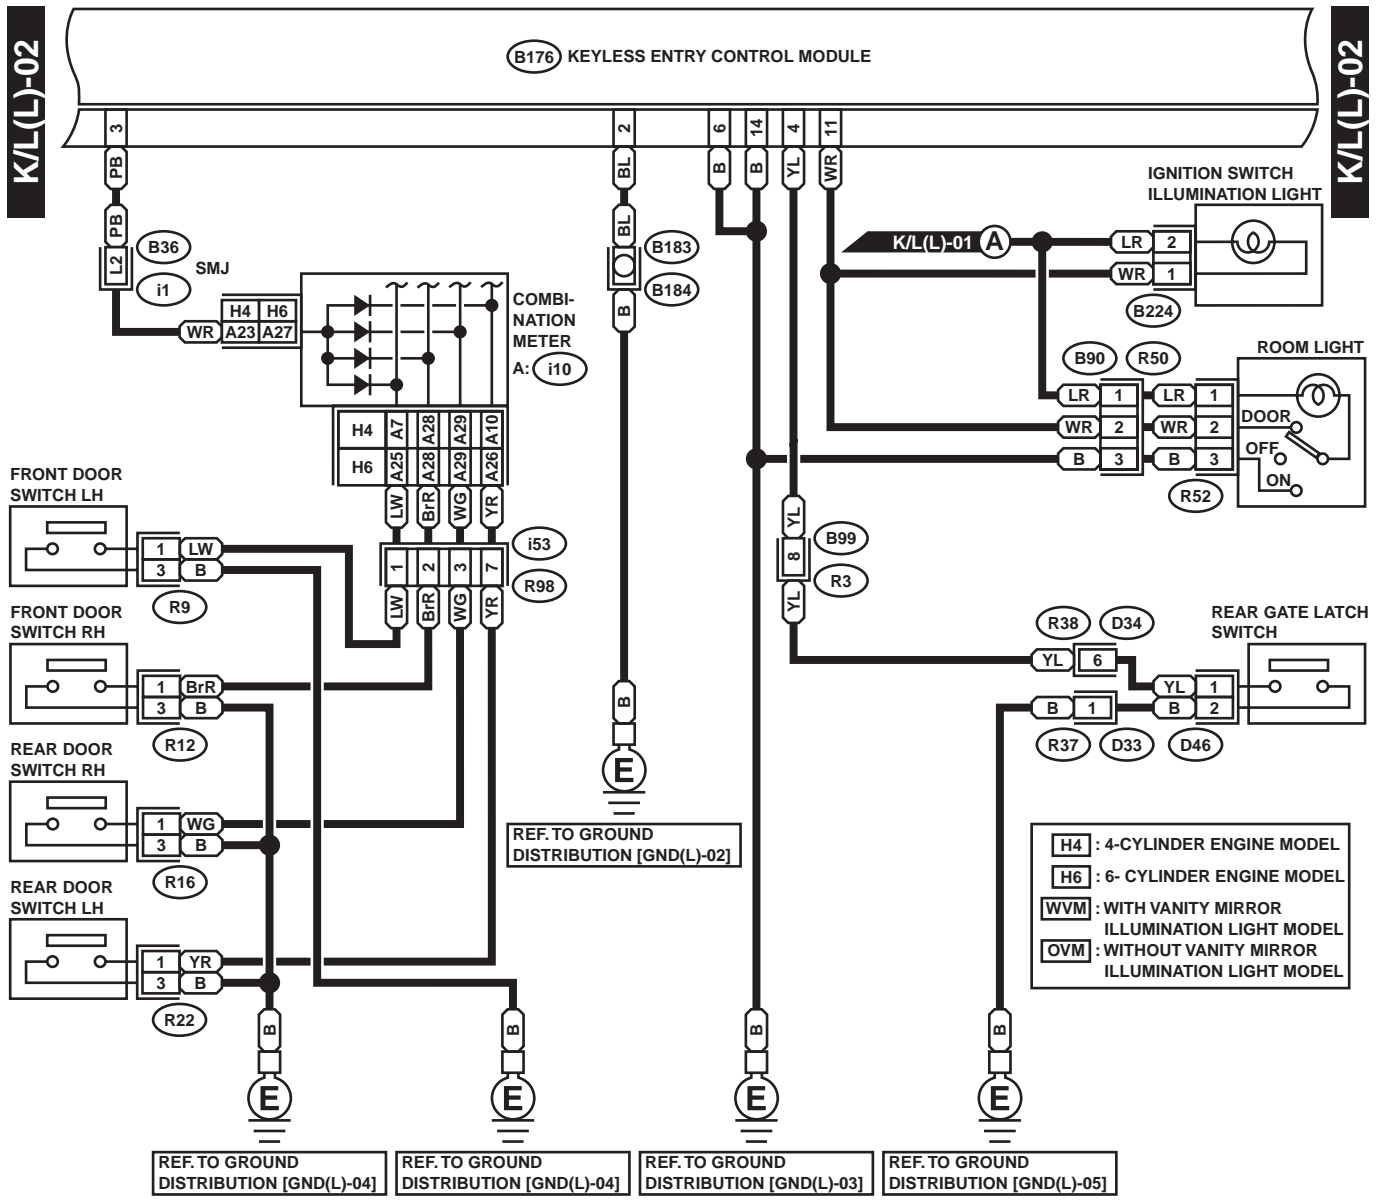 K/L(L)-02
K/L(L)-02
B176 KEYLESS ENTRY CONTROL MODULE
3
2
6
14
4
11
PB
BL
B
B
YL
WR
IGNITION SWITCH
ILLUMINATION LIGHT
PB
BL
B36
L2
i1
SMJ
B183
B184
B
K/L(L)-01 A
LR 2
WR 1
B224
H4 H6
WR A23 A27
COMBI-
NATION
METER
A: i10
B90 R50
ROOM LIGHT
LR 1 LR 1
WR 2 WR 2
B 3 B 3
DOOR
OFF
ON
R52
H4 A7 A28 A29 A10
H6 A25 A28 A29 A26
LW BrR WG YR
i53
1 2 3 7
R98
LW BrR WG YR
FRONT DOOR
SWITCH LH
1 LW
3 B
R9
YL
B99
8
R3
YL
FRONT DOOR
SWITCH RH
1 BrR
3 B
R12
R38 D34
REAR GATE LATCH
SWITCH
YL 6
YL 1
B 1 B 2
R37 D33 D46
B
E
REAR DOOR
SWITCH RH
1 WG
3 B
R16
REF. TO GROUND
DISTRIBUTION [GND(L)-02]
H4 : 4-CYLINDER ENGINE MODEL
H6 : 6- CYLINDER ENGINE MODEL
WVM : WITH VANITY MIRROR
ILLUMINATION LIGHT MODEL
OVM : WITHOUT VANITY MIRROR
ILLUMINATION LIGHT MODEL
REAR DOOR
SWITCH LH
1 YR
3 B
R22
B
B
B
B
E
E
E
E
REF. TO GROUND
DISTRIBUTION [GND(L)-04]
REF. TO GROUND
DISTRIBUTION [GND(L)-04]
REF. TO GROUND
DISTRIBUTION [GND(L)-03]
REF. TO GROUND
DISTRIBUTION [GND(L)-05]